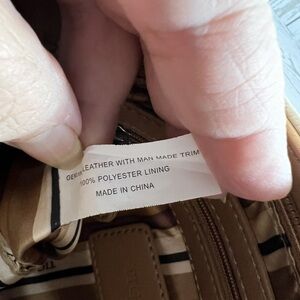 LEATHER WITH MAN MADE TRIM
100% POLYESTER LINING
MADE IN CHINA